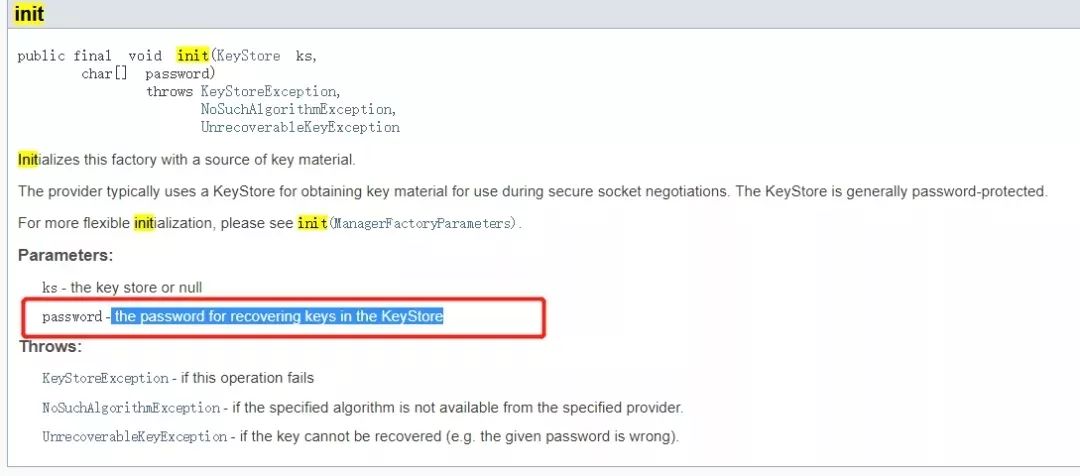 init
public final void init(KeyStore ks,
char[] password)
throws KeyStoreException,
NoSuchAlgorithmException,
UnrecoverableKeyException
Initializes this factory with a source of key material.
The provider typically uses a KeyStore for obtaining key material for use during secure socket negotiations. The KeyStore is generally password-protected.
For more flexible initialization, please see init(ManagerFactoryParameters).
Parameters:
ks - the key store or null
password - the password for recovering keys in the KeyStore
Throws:
KeyStoreException - if this operation fails
NoSuchAlgorithmException - if the specified algorithm is not available from the specified provider.
UnrecoverableKeyException - if the key cannot be recovered (e.g. the given password is wrong).